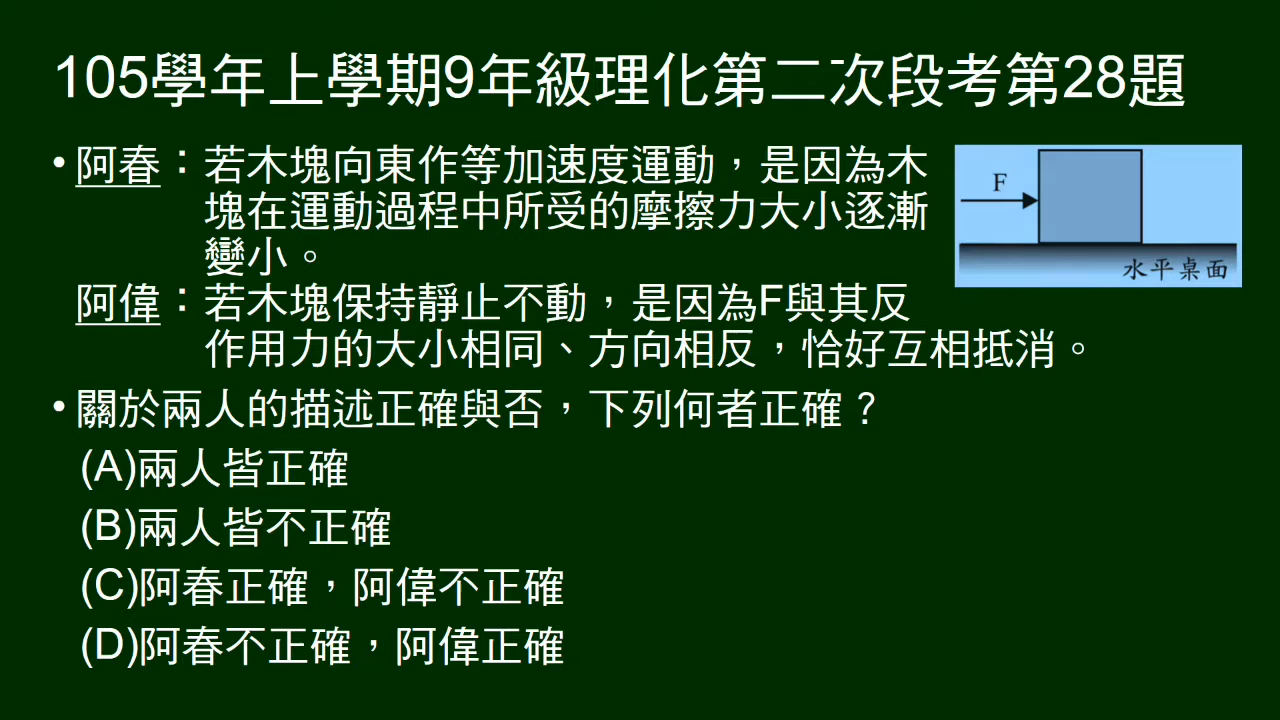 105學年上學期9年級理化第二次段考第28題
• 阿春：若木塊向東作等加速度運動，是因為木
塊在運動過程中所受的摩擦力大小逐漸
變小。
阿偉：若木塊保持靜止不動，是因為F與其反
作用力的大小相同、方向相反，恰好互相抵消。
F
水平桌面
• 關於兩人的描述正確與否，下列何者正確？
(A)兩人皆正確
(B)兩人皆不正確
(C)阿春正確，阿偉不正確
(D)阿春不正確，阿偉正確